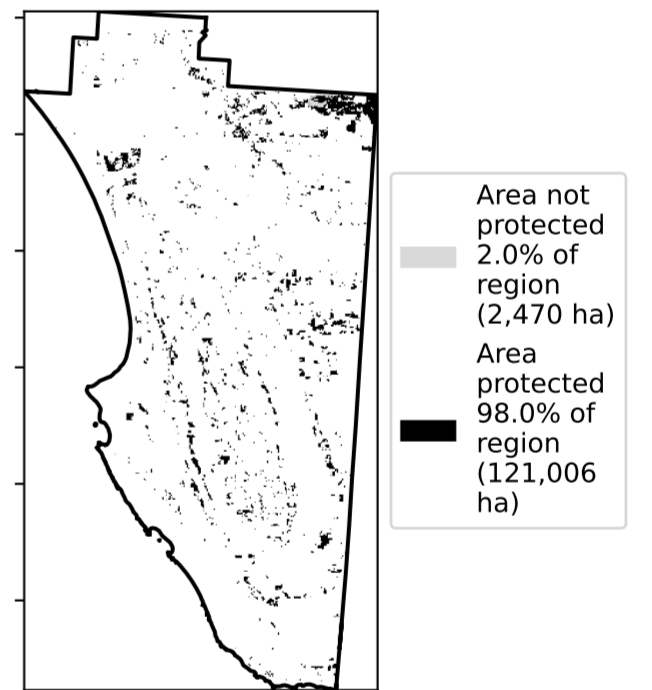 Area not
protected
2.0% of
region
(2,470 ha)
Area
protected
98.0% of
region
(121,006
ha)